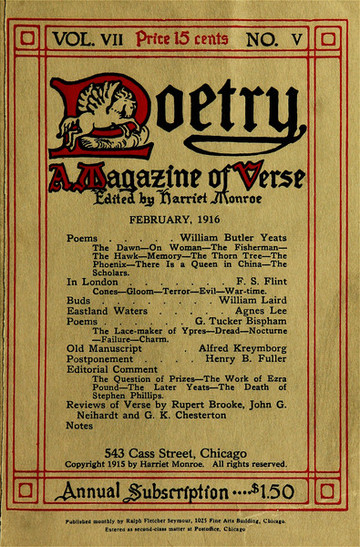 VOL. VII Price 15 cents NO. V
Poetry
A Magazine of Verse
Edited by Harriet Monroe
FEBRUARY, 1916
Poems . . . . . William Butler Yeats
The Dawn—On Woman—The Fisherman—
The Hawk—Memory—The Thorn Tree—The
Phoenix—There Is a Queen in China—The
Scholars.
In London . . . . . . F. S. Flint
Cones—Gloom—Terror—Evil—War-time.
Buds . . . . . . . William Laird
Eastland Waters . . . . Agnes Lee
Poems . . . . . . G. Tucker Bispham
The Lace-maker of Ypres—Dread—Nocturne
—Failure—Charm.
Old Manuscript . . Alfred Kreymborg
Postponement . . . . Henry B. Fuller
Editorial Comment
The Question of Prizes—The Work of Ezra
Pound—The Later Yeats—The Death of
Stephen Phillips.
Reviews of Verse by Rupert Brooke, John G.
Neihardt and G. K. Chesterton
Notes
543 Cass Street, Chicago
Copyright 1915 by Harriet Monroe. All rights reserved.
Annual Subscription ····$1.50
Published monthly by Ralph Fletcher Seymour, 1025 Fine Arts Building, Chicago.
Entered as second-class matter at Postoffice, Chicago